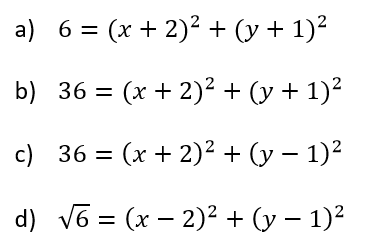 a) 6 = (x + 2)² + (y + 1)²
b) 36 = (x + 2)² + (y + 1)²
c) 36 = (x + 2)² + (y − 1)²
d) √6 = (x − 2)² + (y − 1)²